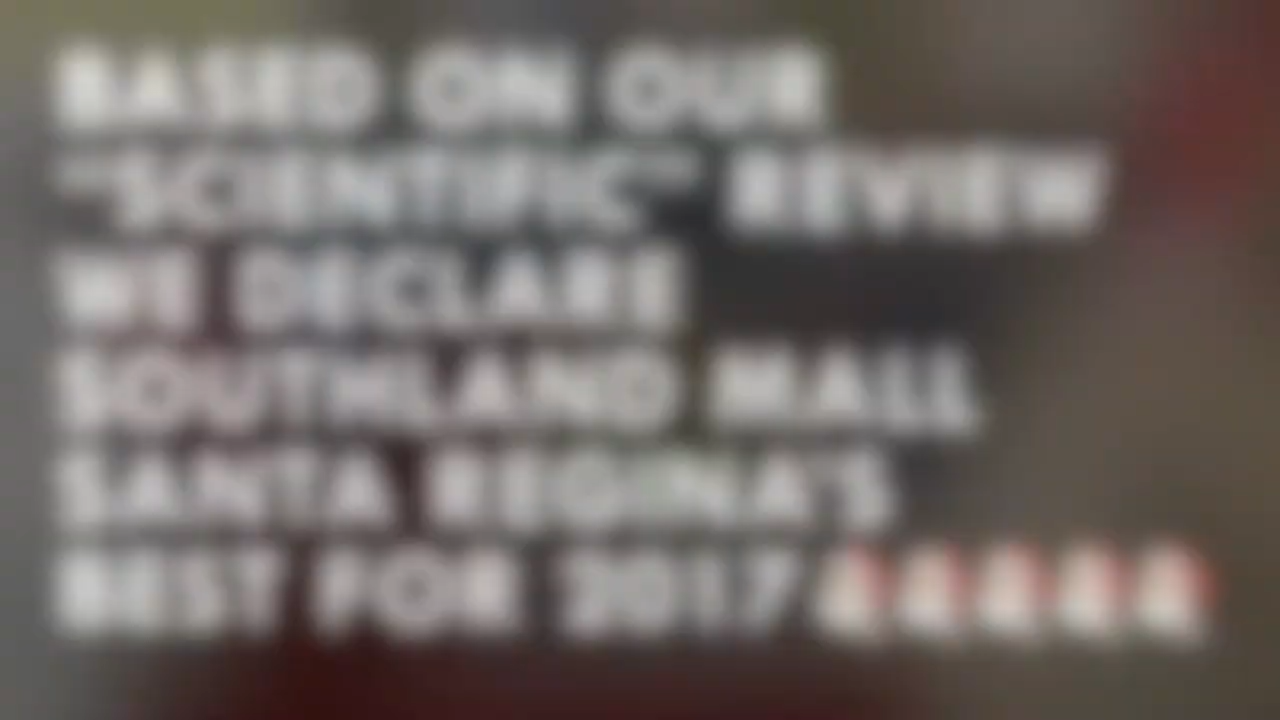 BASED ON OUR
"SCIENTIFIC" REVIEW
WE DECLARE
SOUTHLAND MALL
SANTA REGINA'S
BEST FOR 2017